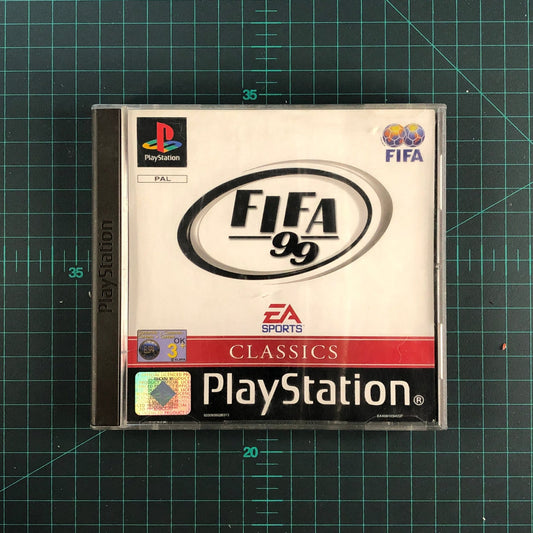 35
PlayStation
PAL
FIFA
FIFA
99
EA
SPORTS
OK
3+
CLASSICS
PlayStation®
PlayStation
35
20